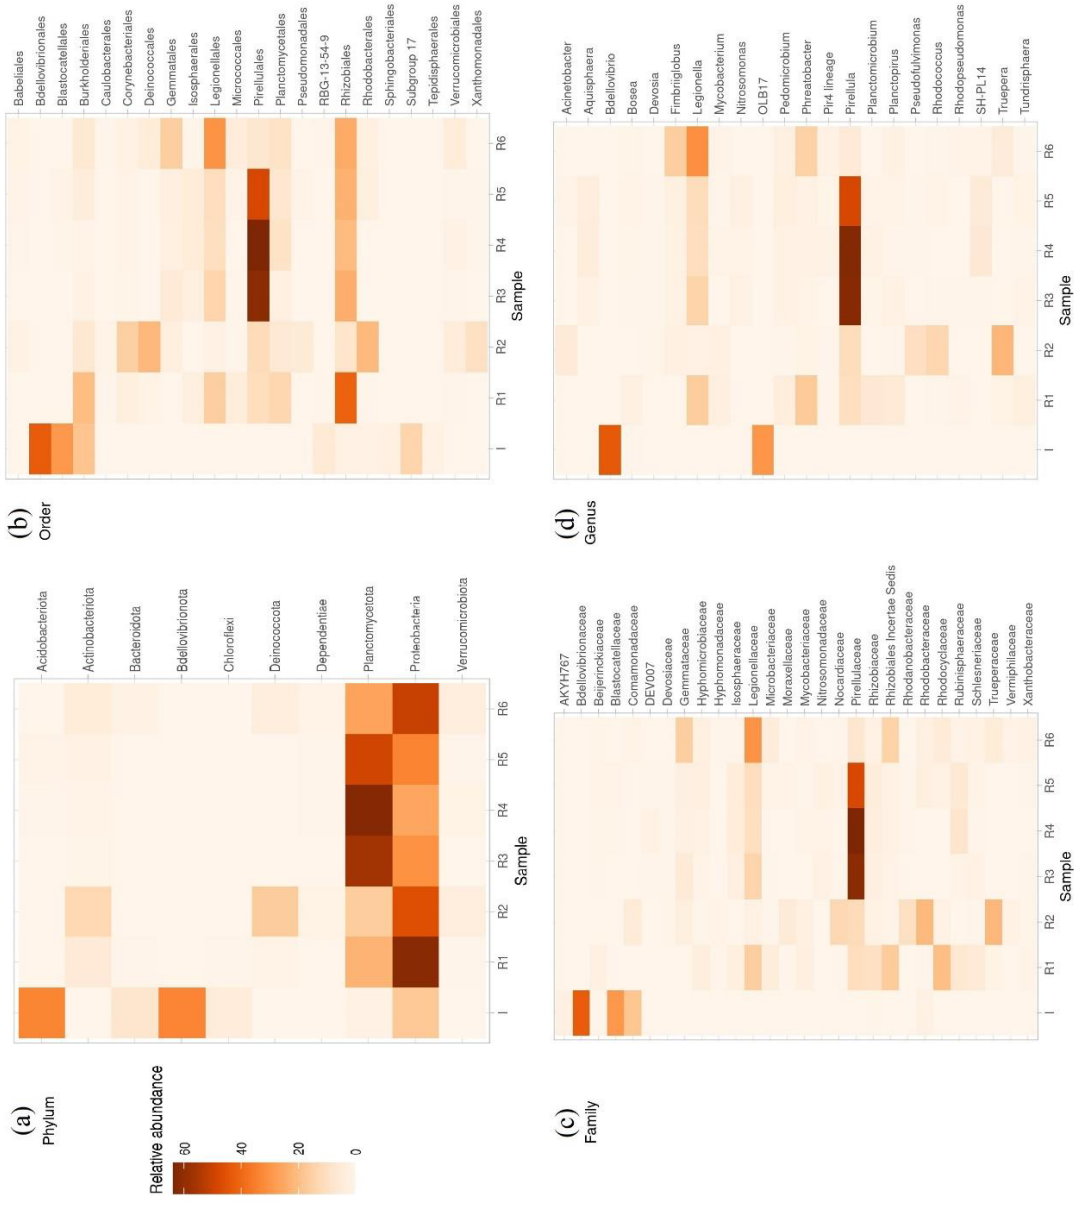 (a)
Phylum
Relative abundance
60
40
20
0
Acidobacteriota
Actinobacteriota
Bacteroidota
Bdellovibrionota
Chloroflexi
Deinococcota
Dependentiae
Planctomycetota
Proteobacteria
Verrucomicrobiota
I
R1
R2
R3
R4
R5
R6
Sample
(b)
Order
Babeliales
Bdellovibrionales
Blastocatellales
Burkholderiales
Caulobacterales
Corynebacteriales
Deinococcales
Gemmatales
Isosphaerales
Legionellales
Micrococcales
Pirellulales
Planctomycetales
Pseudomonadales
RBG-13-54-9
Rhizobiales
Rhodobacterales
Sphingobacteriales
Subgroup 17
Tepidisphaerales
Verrucomicrobiales
Xanthomonadales
I
R1
R2
R3
R4
R5
R6
Sample
(c)
Family
AKYH767
Bdellovibrionaceae
Beijerinckiaceae
Blastocatellaceae
Comamonadaceae
DEV007
Devosiaceae
Gemmataceae
Hyphomicrobiaceae
Hyphomonadaceae
Isosphaeraceae
Legionellaceae
Microbacteriaceae
Moraxellaceae
Mycobacteriaceae
Nitrosomonadaceae
Nocardiaceae
Pirellulaceae
Rhizobiaceae
Rhizobiales Incertae Sedis
Rhodanobacteraceae
Rhodobacteraceae
Rhodocyclaceae
Rubinisphaeraceae
Schlesneriaceae
Trueperaceae
Vermiphilaceae
Xanthobacteraceae
I
R1
R2
R3
R4
R5
R6
Sample
(d)
Genus
Acinetobacter
Aquisphaera
Bdellovibrio
Bosea
Devosia
Fimbriiglobus
Legionella
Mycobacterium
Nitrosomonas
OLB17
Pedomicrobium
Phreatobacter
Pir4 lineage
Pirellula
Planctomicrobium
Planctopirus
Pseudofulvimonas
Rhodococcus
Rhodopseudomonas
SH-PL14
Truepera
Tundrisphaera
I
R1
R2
R3
R4
R5
R6
Sample